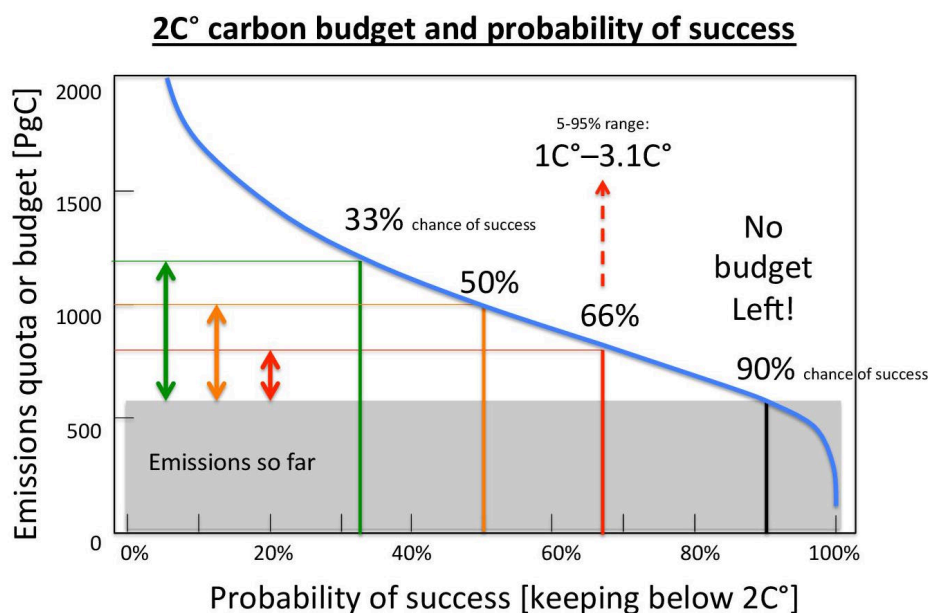 2C° carbon budget and probability of success
Emissions quota or budget [PgC]
2000
1500
1000
500
0
5-95% range:
1C°–3.1C°
33% chance of success
50%
66%
No
budget
Left!
90% chance of success
Emissions so far
0%
20%
40%
60%
80%
100%
Probability of success [keeping below 2C°]